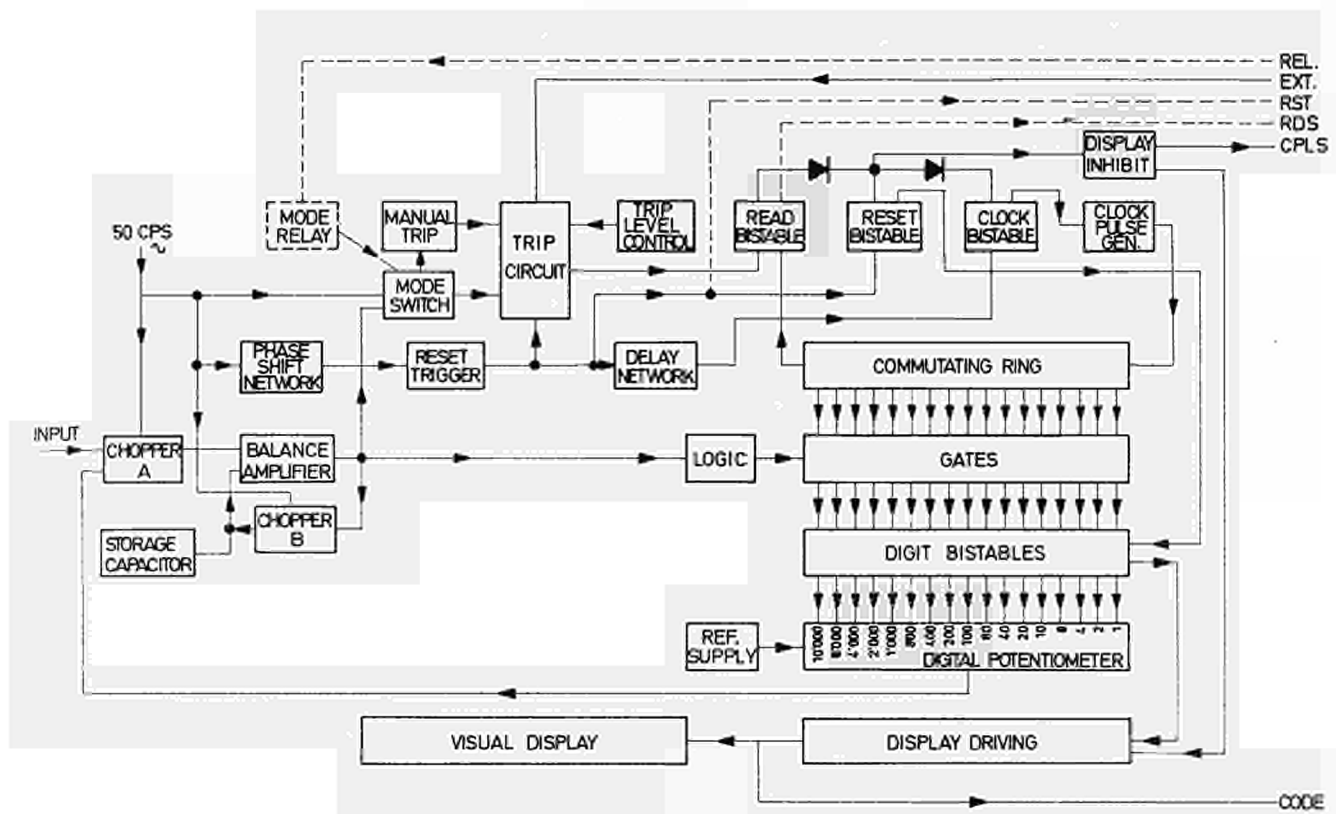 REL.
EXT.
RST
RDS
CPLS
DISPLAY
INHIBIT
50 CPS
~
MODE
RELAY
MANUAL
TRIP
TRIP
CIRCUIT
TRIP
LEVEL
CONTROL
READ
BISTABLE
RESET
BISTABLE
CLOCK
BISTABLE
CLOCK
PULSE
GEN.
MODE
SWITCH
PHASE
SHIFT
NETWORK
RESET
TRIGGER
DELAY
NETWORK
COMMUTATING RING
INPUT
CHOPPER
A
BALANCE
AMPLIFIER
LOGIC
GATES
CHOPPER
B
STORAGE
CAPACITOR
DIGIT BISTABLES
REF.
SUPPLY
10,000
8,000
4,000
2,000
1,000
800
400
200
100
80
40
20
10
8
4
2
1
DIGITAL POTENTIOMETER
VISUAL DISPLAY
DISPLAY DRIVING
CODE